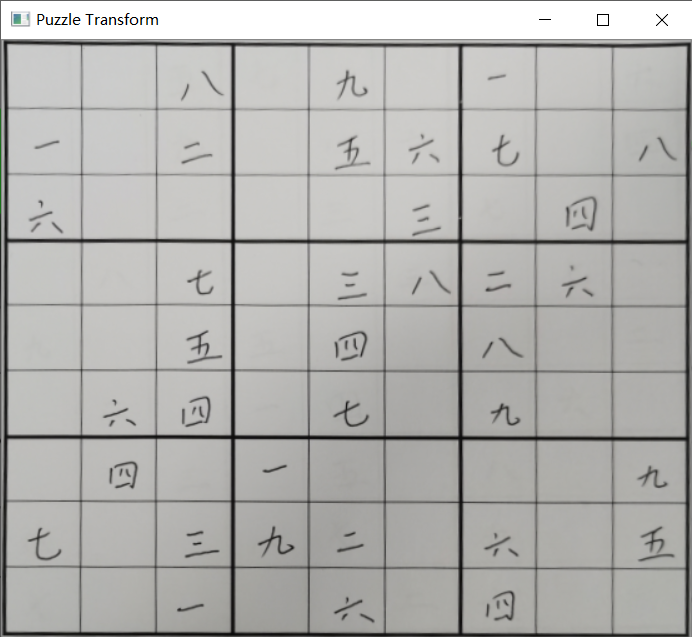 Puzzle Transform
八 九 一
一 二 五 六 七 八
六 三 四
七 三 八 二 六
五 四 八
六 四 七 九
四 一 九
七 三 九 二 六 五
一 六 四